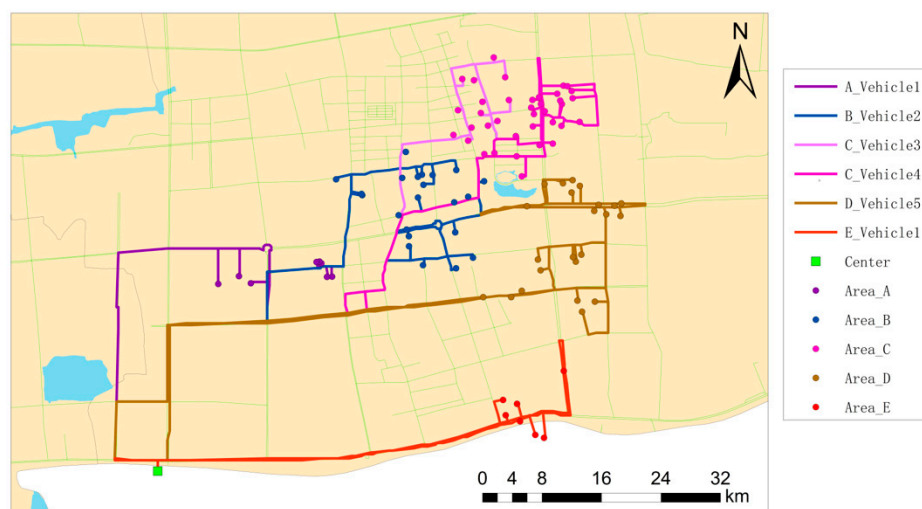 N
A_Vehicle1
B_Vehicle2
C_Vehicle3
C_Vehicle4
D_Vehicle5
E_Vehicle1
Center
Area_A
Area_B
Area_C
Area_D
Area_E
0 4 8 16 24 32
km